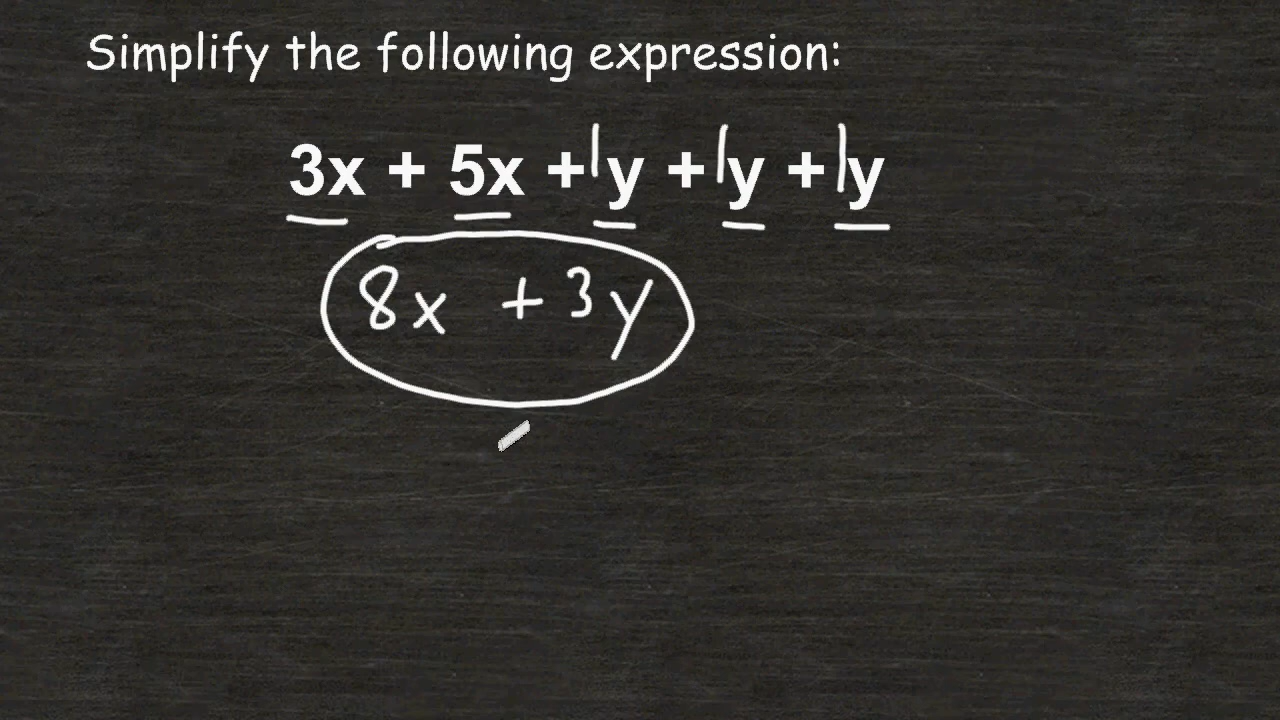 Simplify the following expression:
3x + 5x + 1y + 1y + 1y
8x + 3y